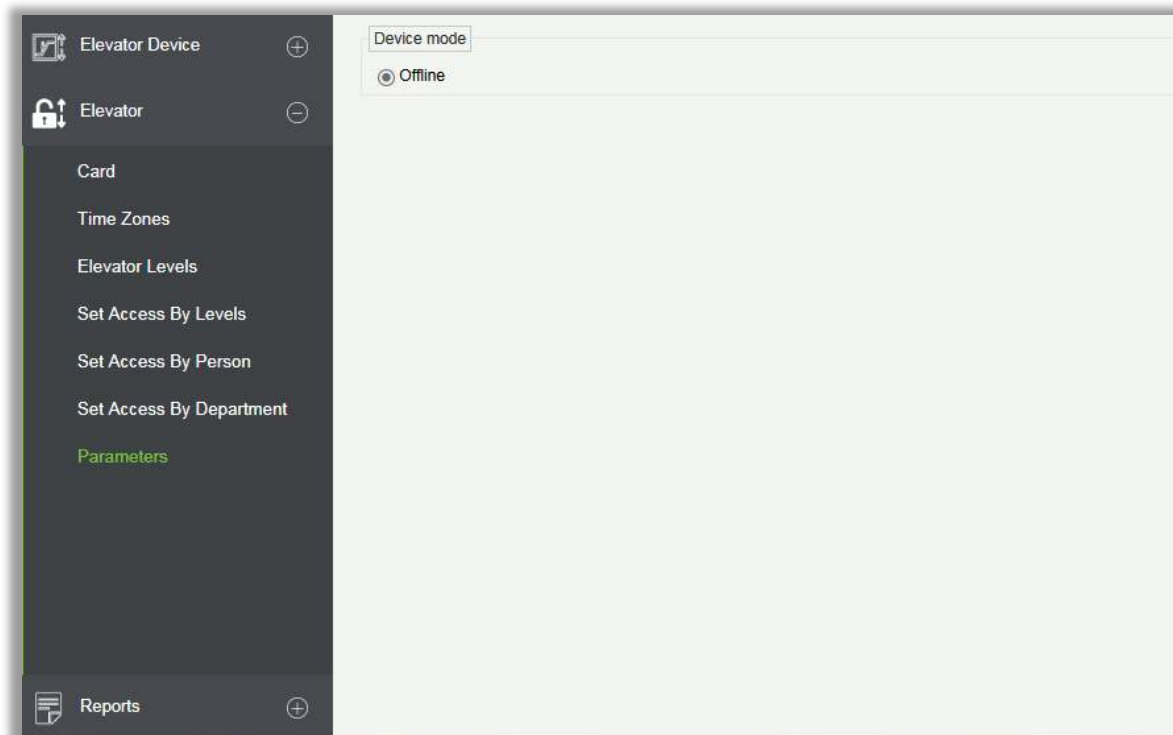 Elevator Device
Elevator
Card
Time Zones
Elevator Levels
Set Access By Levels
Set Access By Person
Set Access By Department
Parameters
Reports
Device mode
Offline